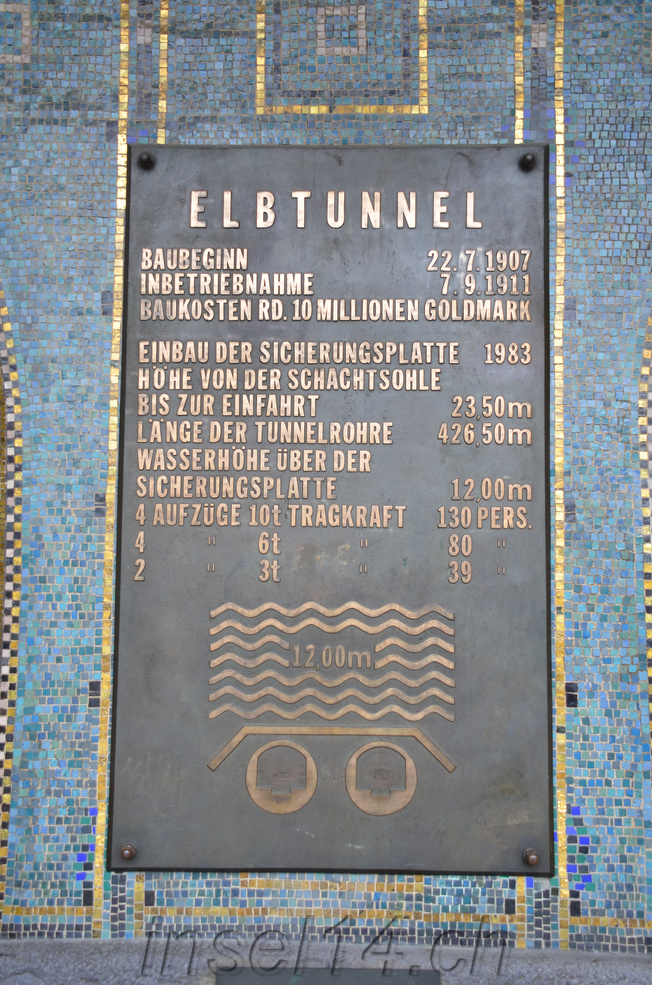 ELBTUNNEL
BAUBEGINN 22.7.1907
INBETRIEBNAHME 7.9.1911
BAUKOSTEN RD. 10 MILLIONEN GOLDMARK
EINBAU DER SICHERUNGSPLATTE 1983
HÖHE VON DER SCHACHTSOHLE
BIS ZUR EINFAHRT 23,50m
LÄNGE DER TUNNELROHRE 426,50m
WASSERHÖHE ÜBER DER
SICHERUNGSPLATTE 12,00m
4 AUFZÜGE 10t TRAGKRAFT 130 PERS.
4 " 6t " 80 "
2 " 3t " 39 "
12,00m
insel14.ch